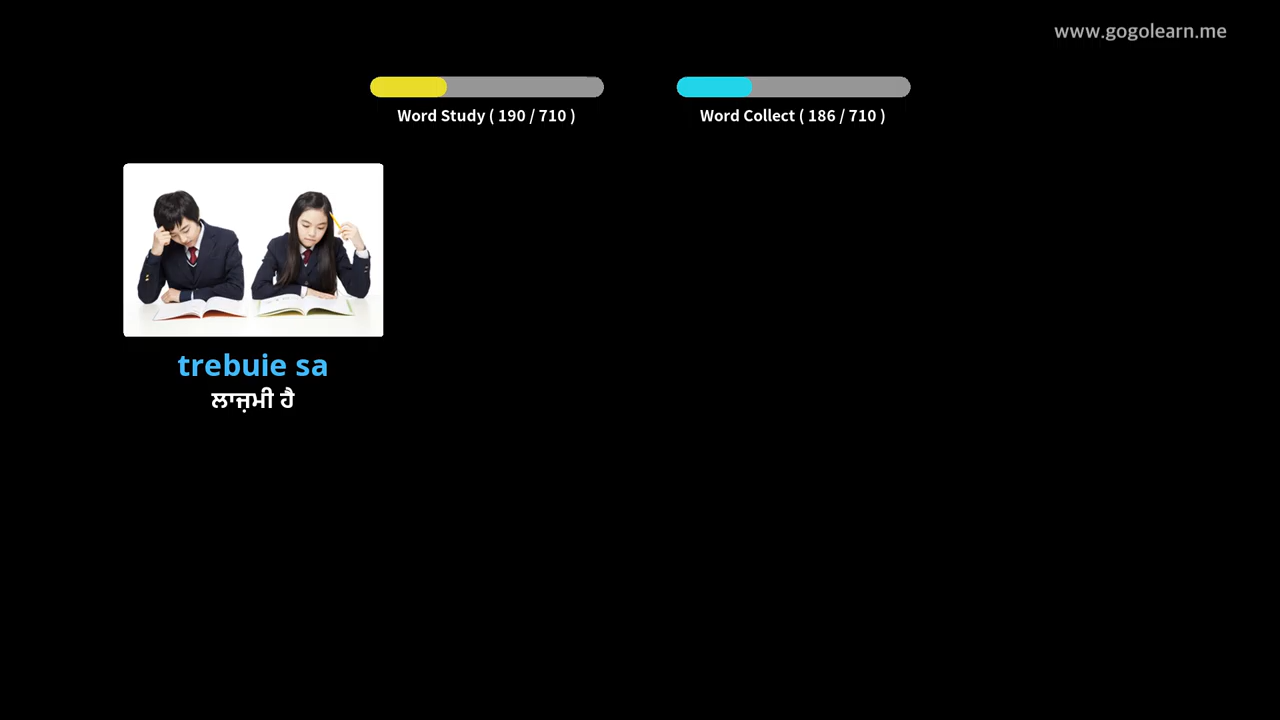 www.gogolearn.me
Word Study ( 190 / 710 )
Word Collect ( 186 / 710 )
trebuie sa
ਲਾਜ਼ਮੀ ਹੈ